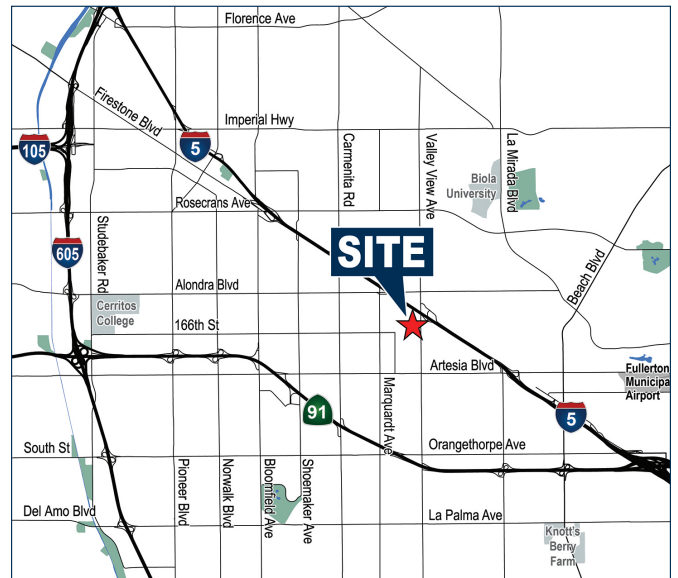 Florence Ave
Firestone Blvd
Imperial Hwy
105
5
Carmenita Rd
Valley View Ave
La Mirada Blvd
Biola
University
Rosecrans Ave
Studebaker Rd
605
SITE
Beach Blvd
Alondra Blvd
Cerritos
College
166th St
Artesia Blvd
Fullerton
Municipa
Airport
Marquardt Ave
91
5
South St
Orangethorpe Ave
Pioneer Blvd
Norwalk Blvd
Bloomfield Ave
Shoemaker Ave
Del Amo Blvd
La Palma Ave
Knott's
Berry
Farm